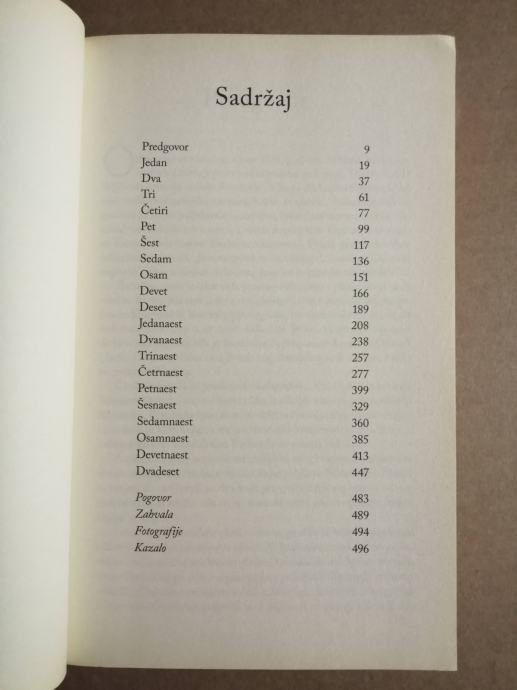 Sadržaj
Predgovor 9
Jedan 19
Dva 37
Tri 61
Četiri 77
Pet 99
Šest 117
Sedam 136
Osam 151
Devet 166
Deset 189
Jedanaest 208
Dvanaest 238
Trinaest 257
Četrnaest 277
Petnaest 399
Šesnaest 329
Sedamnaest 360
Osamnaest 385
Devetnaest 413
Dvadeset 447
Pogovor 483
Zahvala 489
Fotografije 494
Kazalo 496